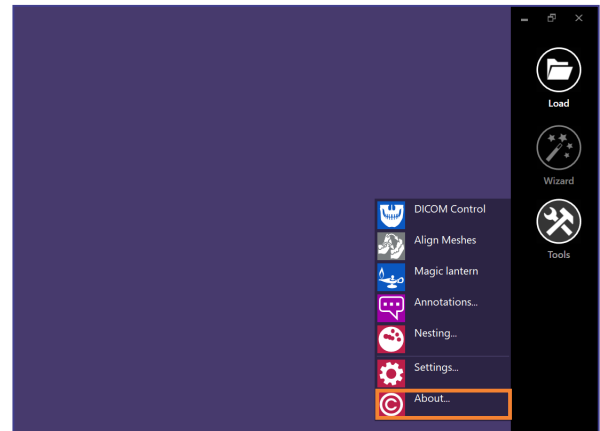 Load
Wizard
Tools
DICOM Control
Align Meshes
Magic lantern
Annotations...
Nesting...
Settings...
About...